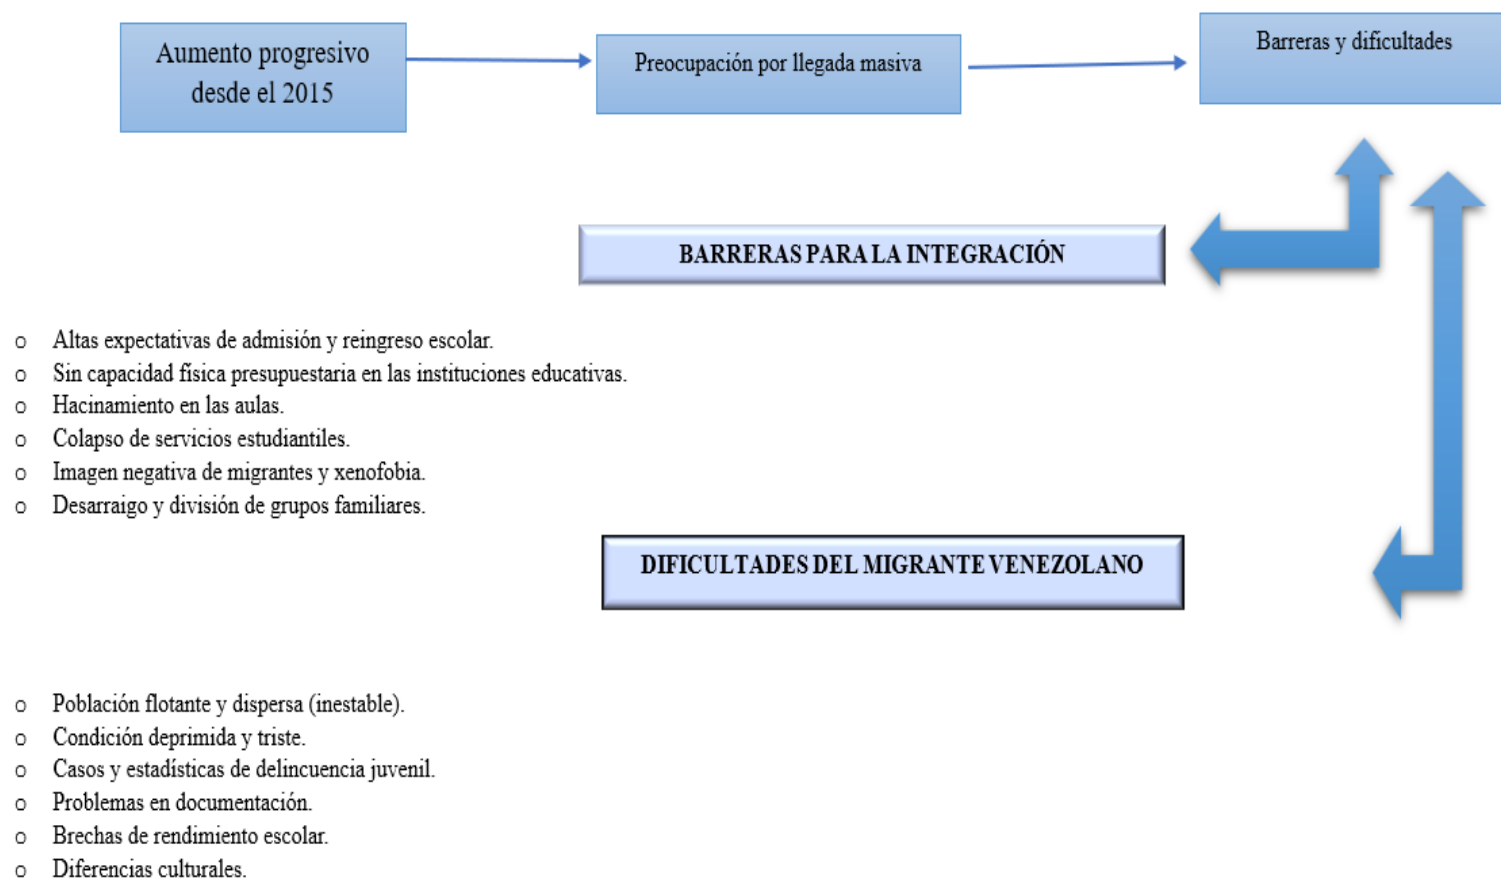 Aumento progresivo
desde el 2015
Preocupación por llegada masiva
Barreras y dificultades
BARRERAS PARA LA INTEGRACIÓN
o Altas expectativas de admisión y reingreso escolar.
o Sin capacidad física presupuestaria en las instituciones educativas.
o Hacinamiento en las aulas.
o Colapso de servicios estudiantiles.
o Imagen negativa de migrantes y xenofobia.
o Desarraigo y división de grupos familiares.
DIFICULTADES DEL MIGRANTE VENEZOLANO
o Población flotante y dispersa (inestable).
o Condición deprimida y triste.
o Casos y estadísticas de delincuencia juvenil.
o Problemas en documentación.
o Brechas de rendimiento escolar.
o Diferencias culturales.